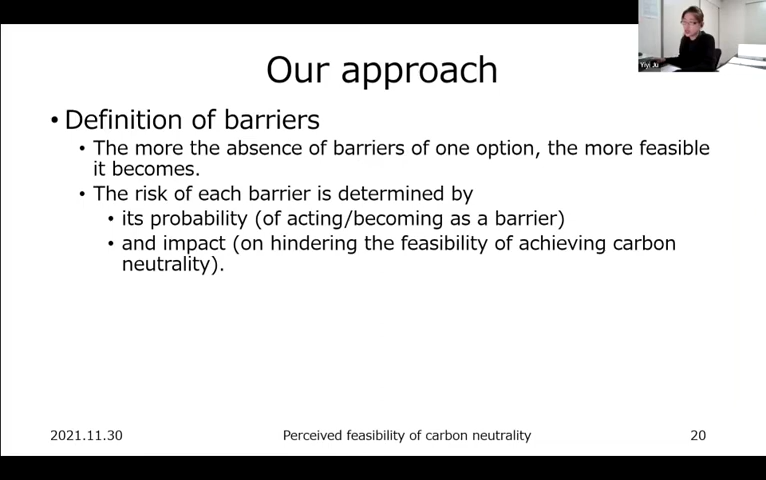 Yiyi Ju
Our approach
• Definition of barriers
• The more the absence of barriers of one option, the more feasible
it becomes.
• The risk of each barrier is determined by
• its probability (of acting/becoming as a barrier)
• and impact (on hindering the feasibility of achieving carbon
neutrality).
2021.11.30
Perceived feasibility of carbon neutrality
20